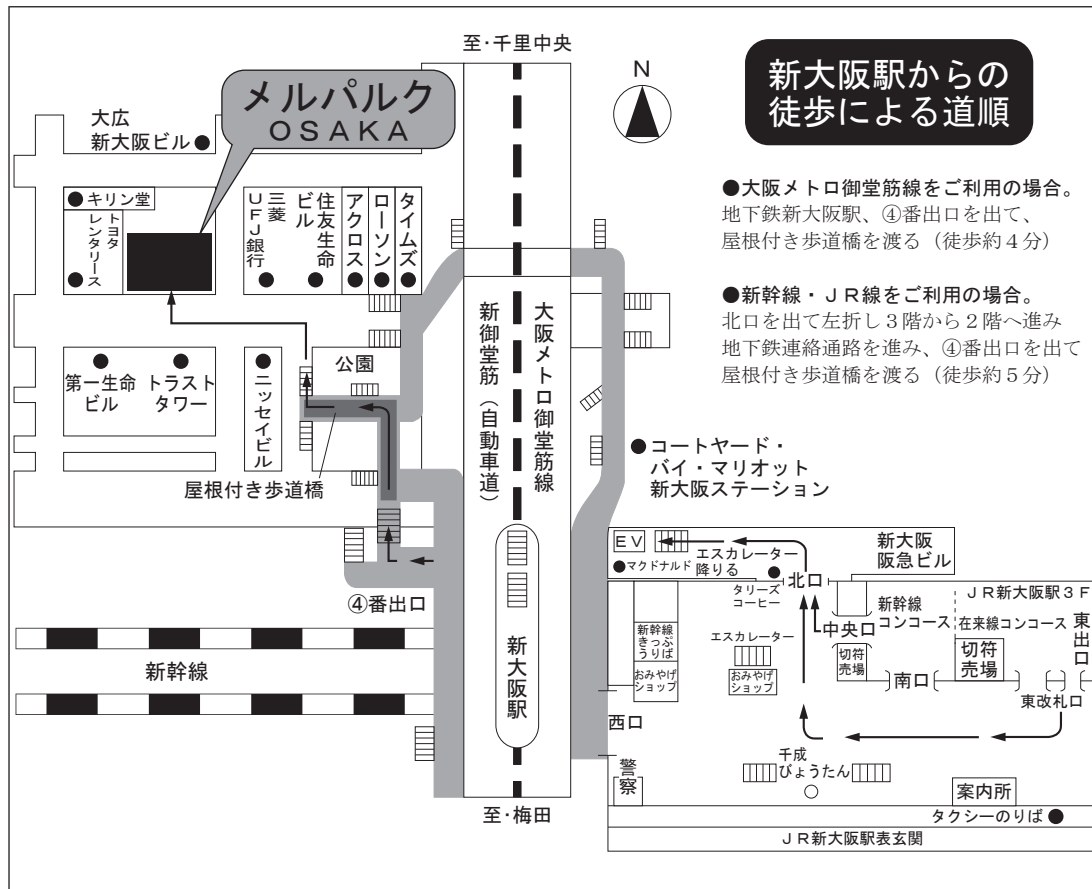 至・千里中央
N
新大阪駅からの
徒歩による道順
メルパルク
OSAKA
大広
新大阪ビル
キリン堂
トヨタ
レンタリース
三菱
UFJ銀行
住友生命
ビル
アクロス
ローソン
タイムズ
●大阪メトロ御堂筋線をご利用の場合。
地下鉄新大阪駅、④番出口を出て、
屋根付き歩道橋を渡る（徒歩約４分）
●新幹線・ＪＲ線をご利用の場合。
北口を出て左折し３階から２階へ進み
地下鉄連絡通路を進み、④番出口を出て
屋根付き歩道橋を渡る（徒歩約５分）
新御堂筋（自動車道）
大阪メトロ御堂筋線
公園
第一生命
ビル
トラスト
タワー
ニッセイビル
屋根付き歩道橋
コートヤード・
バイ・マリオット
新大阪ステーション
④番出口
新大阪駅
新幹線
EV
エスカレーター
降りる
マクドナルド
新大阪
阪急ビル
北口
タリーズ
コーヒー
ＪＲ新大阪駅３Ｆ
新幹線
コンコース
在来線コンコース
東出口
中央口
新幹線
きっぷ
うりば
エスカレーター
切符
売場
切符
売場
おみやげ
ショップ
おみやげ
ショップ
南口
東改札口
西口
千成
びょうたん
警察
案内所
タクシーのりば
ＪＲ新大阪駅表玄関
至・梅田